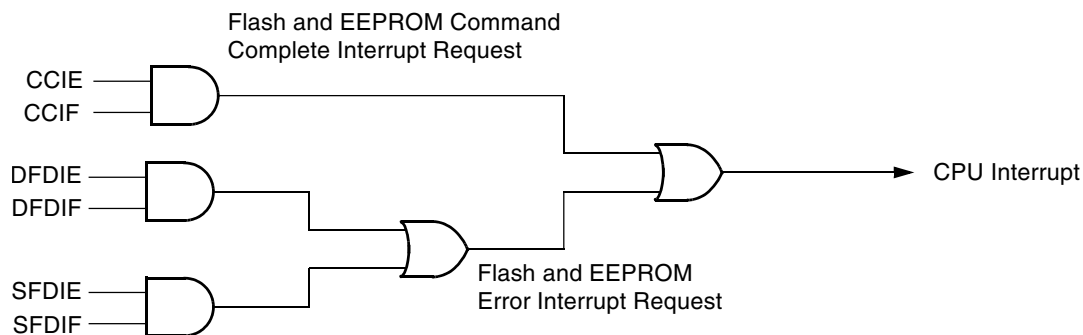 Flash and EEPROM Command
Complete Interrupt Request
CCIE
CCIF
DFDIE
DFDIF
CPU Interrupt
Flash and EEPROM
Error Interrupt Request
SFDIE
SFDIF